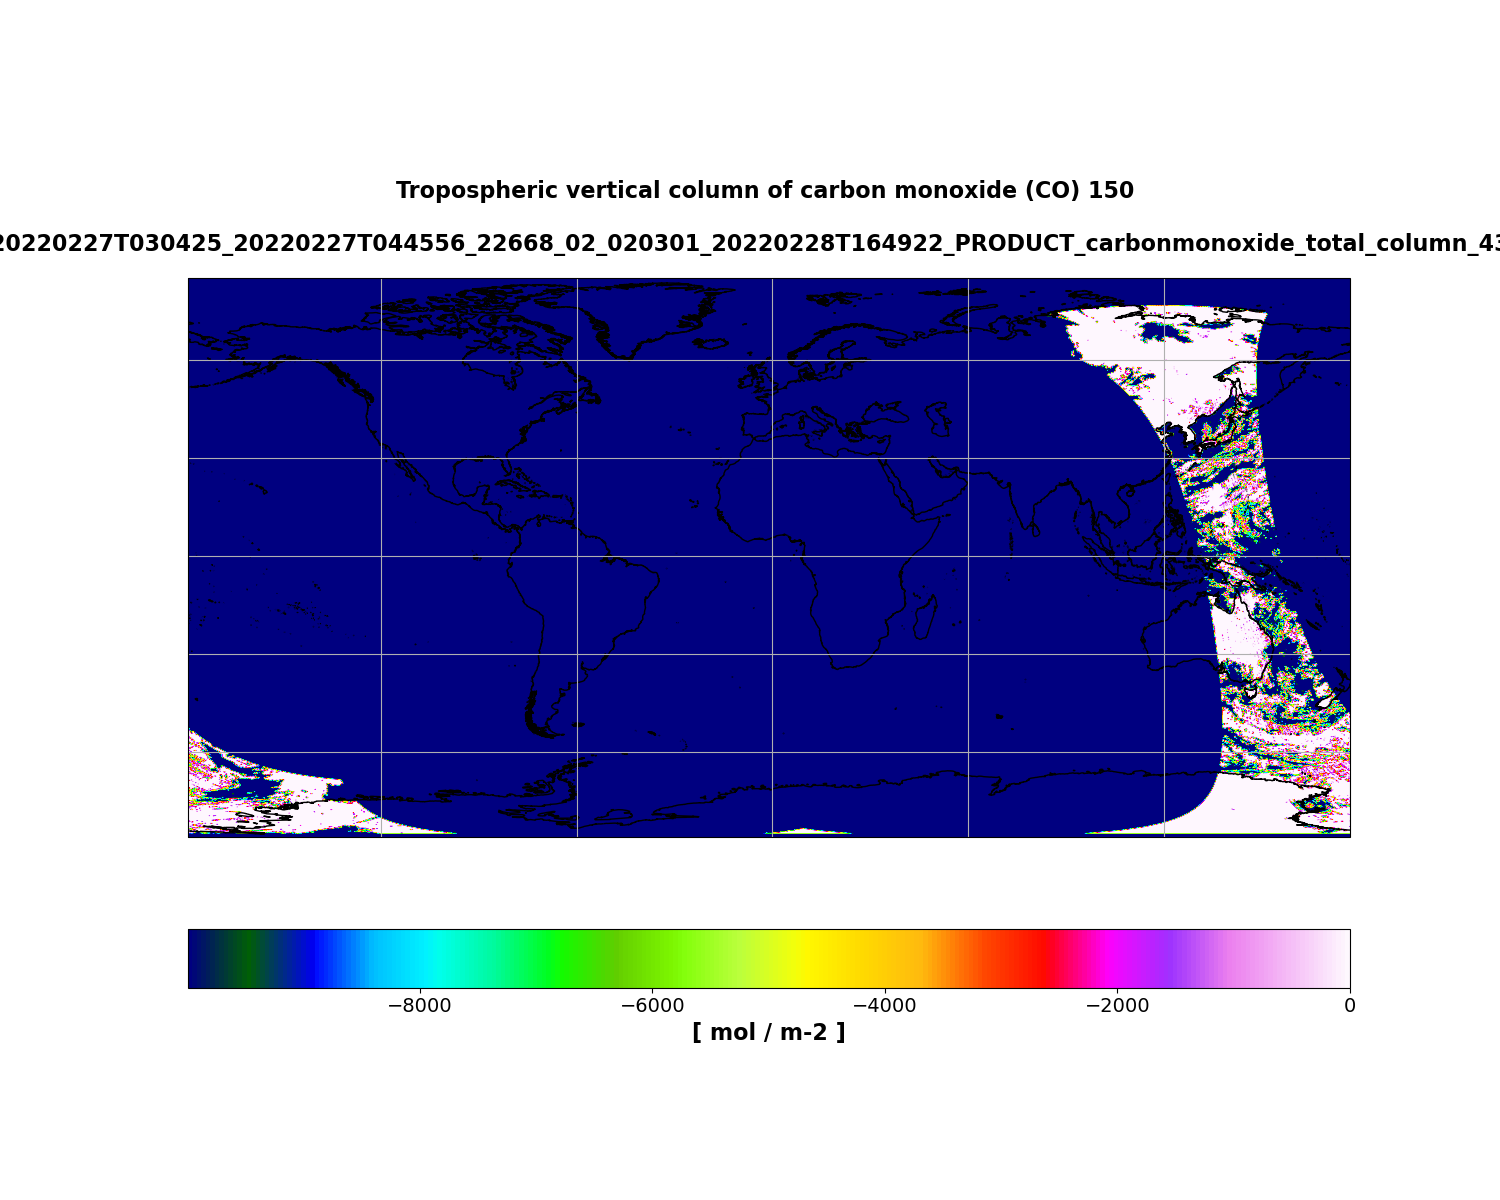 Tropospheric vertical column of carbon monoxide (CO) 150
20220227T030425_20220227T044556_22668_02_020301_20220228T164922_PRODUCT_carbonmonoxide_total_column_43
−8000 −6000 −4000 −2000 0
[ mol / m-2 ]